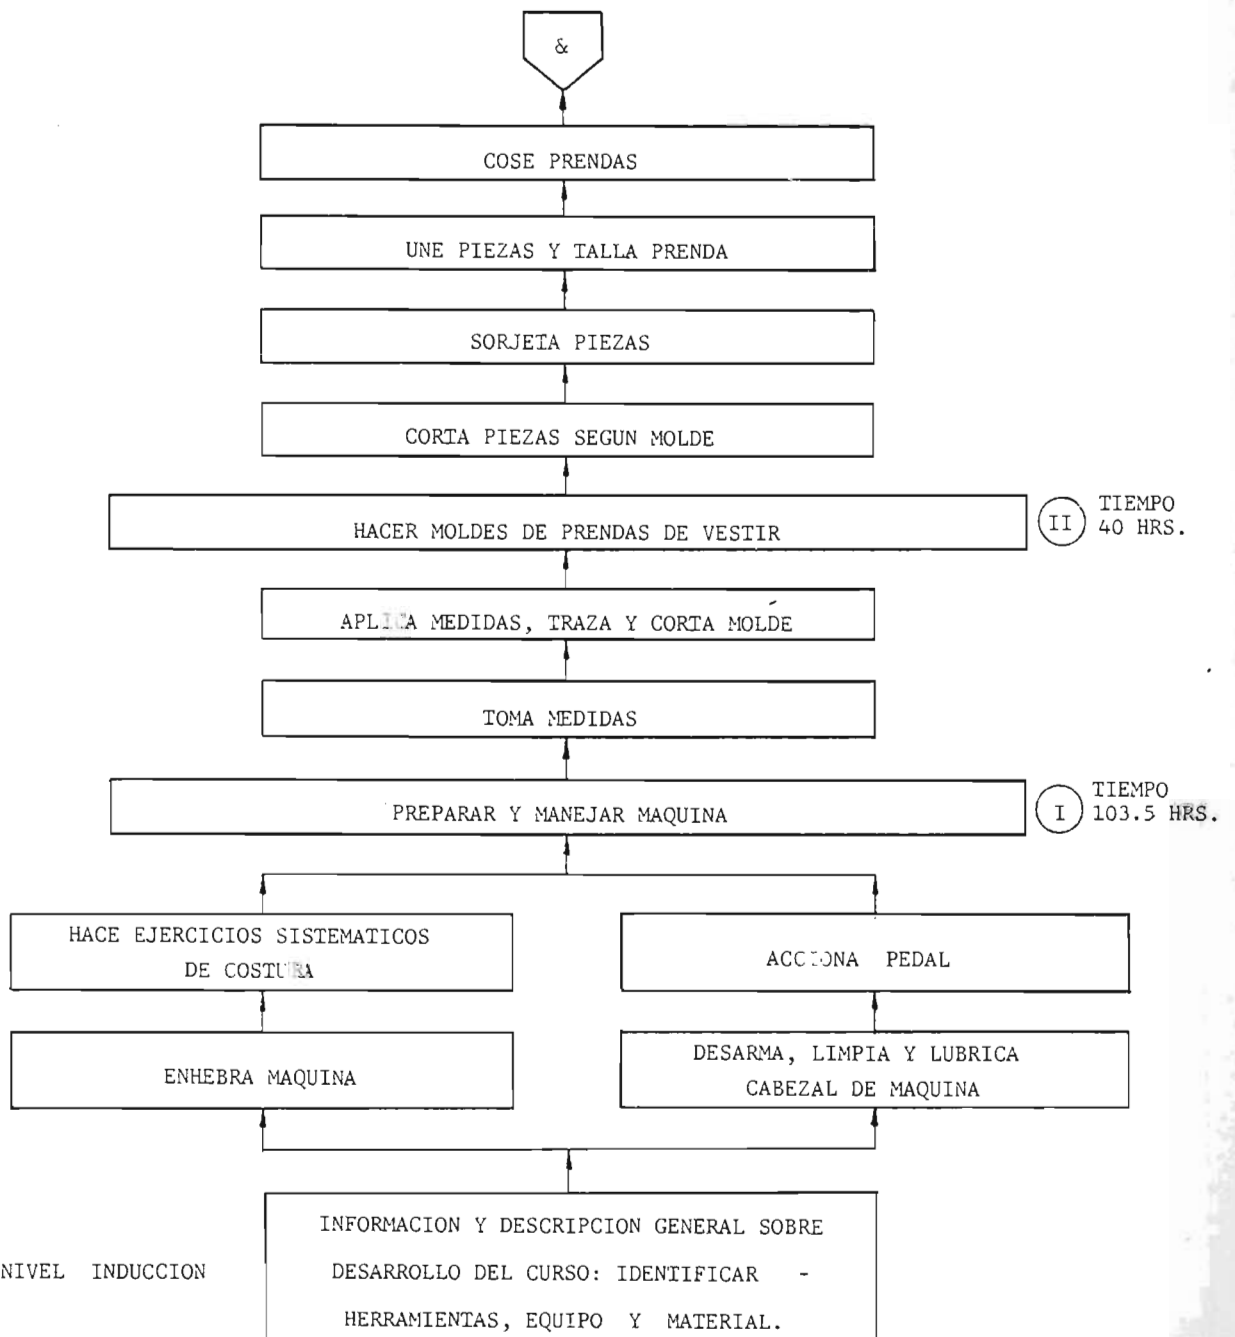 &
COSE PRENDAS
UNE PIEZAS Y TALLA PRENDA
SORJETA PIEZAS
CORTA PIEZAS SEGUN MOLDE
HACER MOLDES DE PRENDAS DE VESTIR
II
TIEMPO
40 HRS.
APLICA MEDIDAS, TRAZA Y CORTA MOLDE
TOMA MEDIDAS
PREPARAR Y MANEJAR MAQUINA
I
TIEMPO
103.5 HRS.
HACE EJERCICIOS SISTEMATICOS
DE COSTURA
ACCIONA PEDAL
ENHEBRA MAQUINA
DESARMA, LIMPIA Y LUBRICA
CABEZAL DE MAQUINA
INFORMACION Y DESCRIPCION GENERAL SOBRE
NIVEL INDUCCION
DESARROLLO DEL CURSO: IDENTIFICAR -
HERRAMIENTAS, EQUIPO Y MATERIAL.